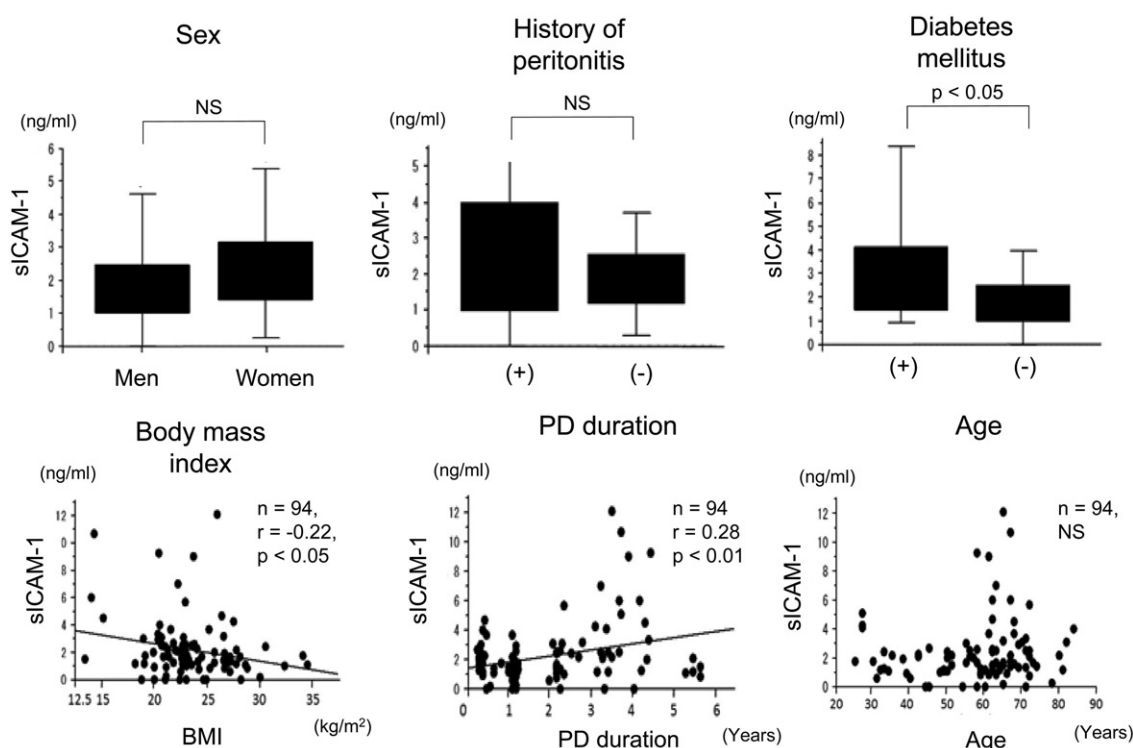 Sex
(ng/ml)
NS
sICAM-1
6
5
4
3
2
1
0
Men
Women
History of
peritonitis
(ng/ml)
NS
sICAM-1
5
4
3
2
1
0
(+)
(-)
Diabetes
mellitus
(ng/ml)
p < 0.05
sICAM-1
8
7
6
5
4
3
2
1
0
(+)
(-)
Body mass
index
(ng/ml)
n = 94,
r = -0.22,
p < 0.05
sICAM-1
12
0
8
6
4
2
0
12.5 15 20 25 30 35
(kg/m²)
BMI
PD duration
(ng/ml)
n = 94
r = 0.28
p < 0.01
sICAM-1
12
10
8
6
4
2
0
0 1 2 3 4 5 6
(Years)
PD duration
Age
(ng/ml)
n = 94,
NS
sICAM-1
12
10
8
6
4
2
0
20 30 40 50 60 70 80 90
(Years)
Age